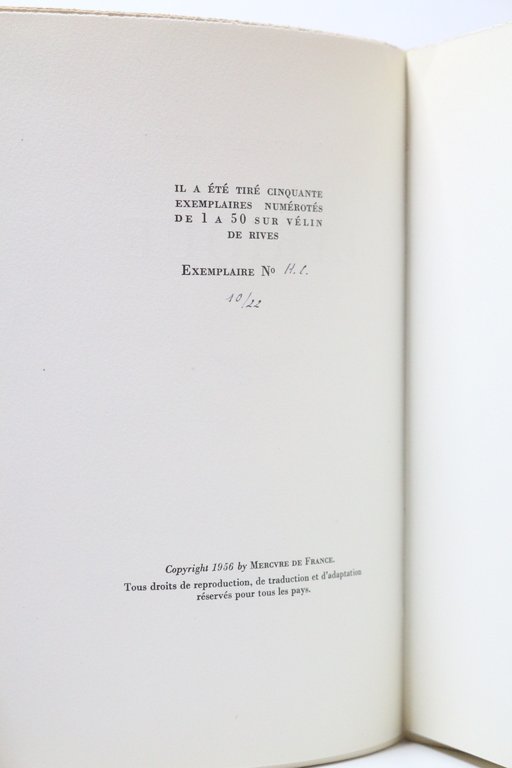 IL A ÉTÉ TIRÉ CINQUANTE
EXEMPLAIRES NUMÉROTÉS
DE 1 A 50 SUR VÉLIN
DE RIVES
EXEMPLAIRE No H.C.
10/22
Copyright 1956 by MERCVRE DE FRANCE.
Tous droits de reproduction, de traduction et d'adaptation
réservés pour tous les pays.